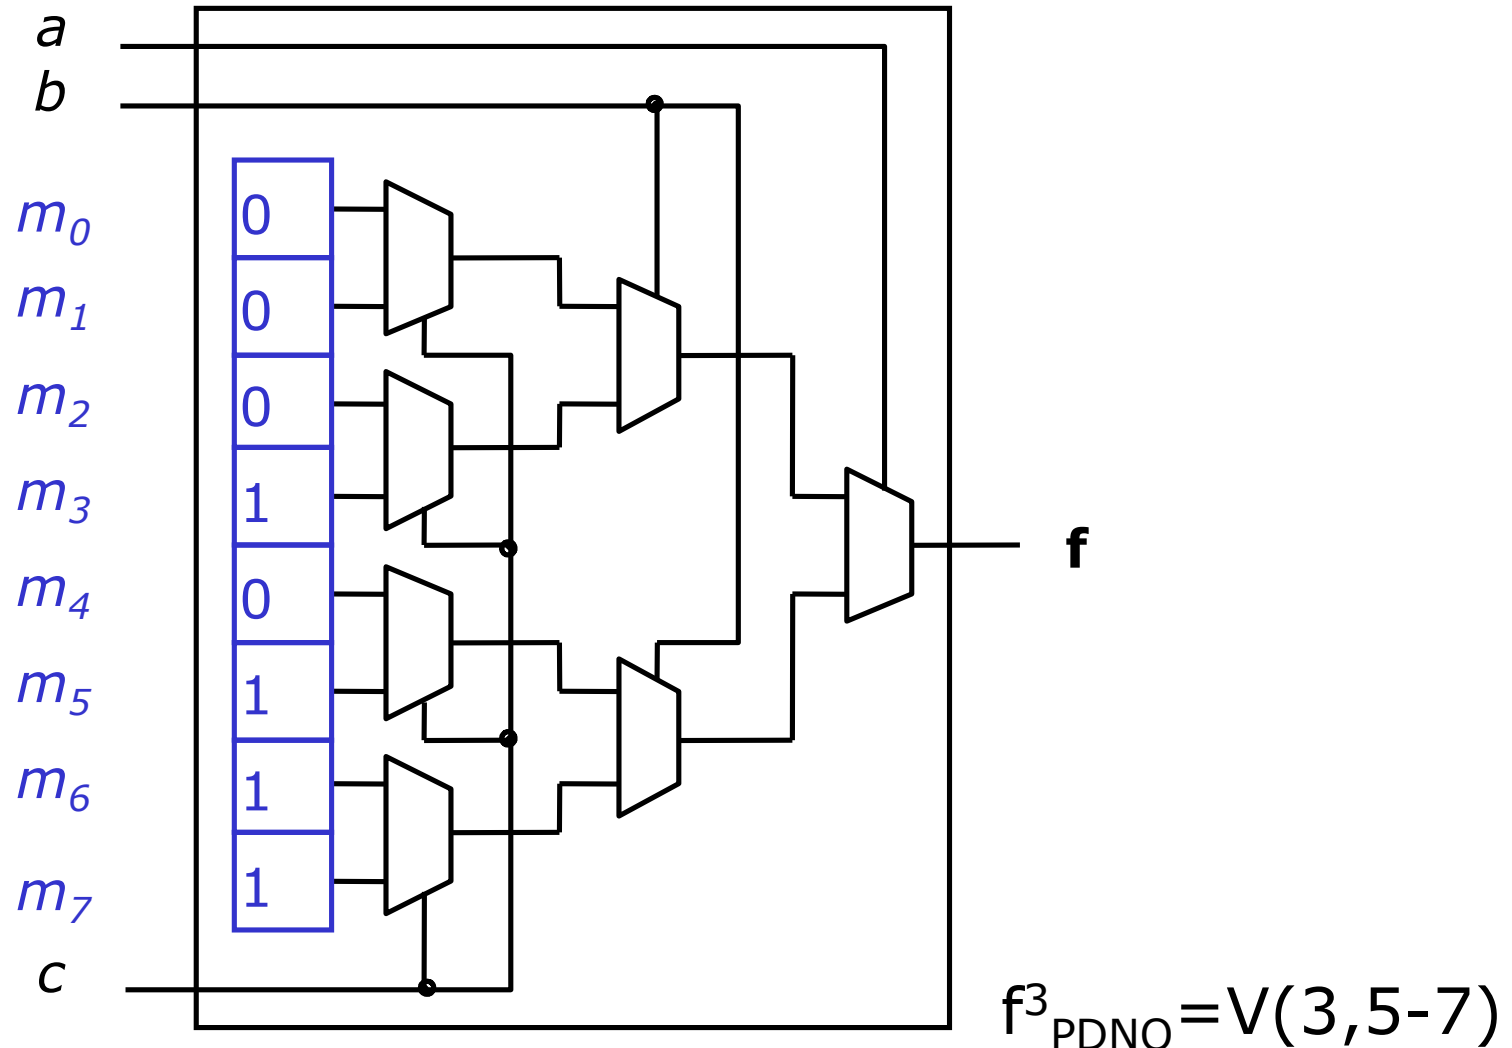 a
b
m₀ 0
m₁ 0
m₂ 0
m₃ 1
m₄ 0
f
m₅ 1
m₆ 1
m₇ 1
c
f³PDNO=V(3,5-7)